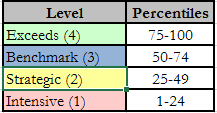 Level Percentiles
Exceeds (4) 75-100
Benchmark (3) 50-74
Strategic (2) 25-49
Intensive (1) 1-24